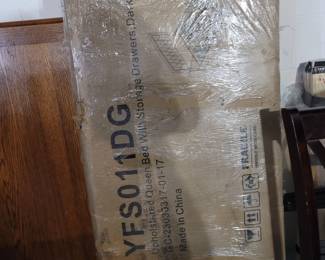 YFS011DG
Upholstered Queen Bed With Storage Drawers, Dark
Made in China
FRAGILE